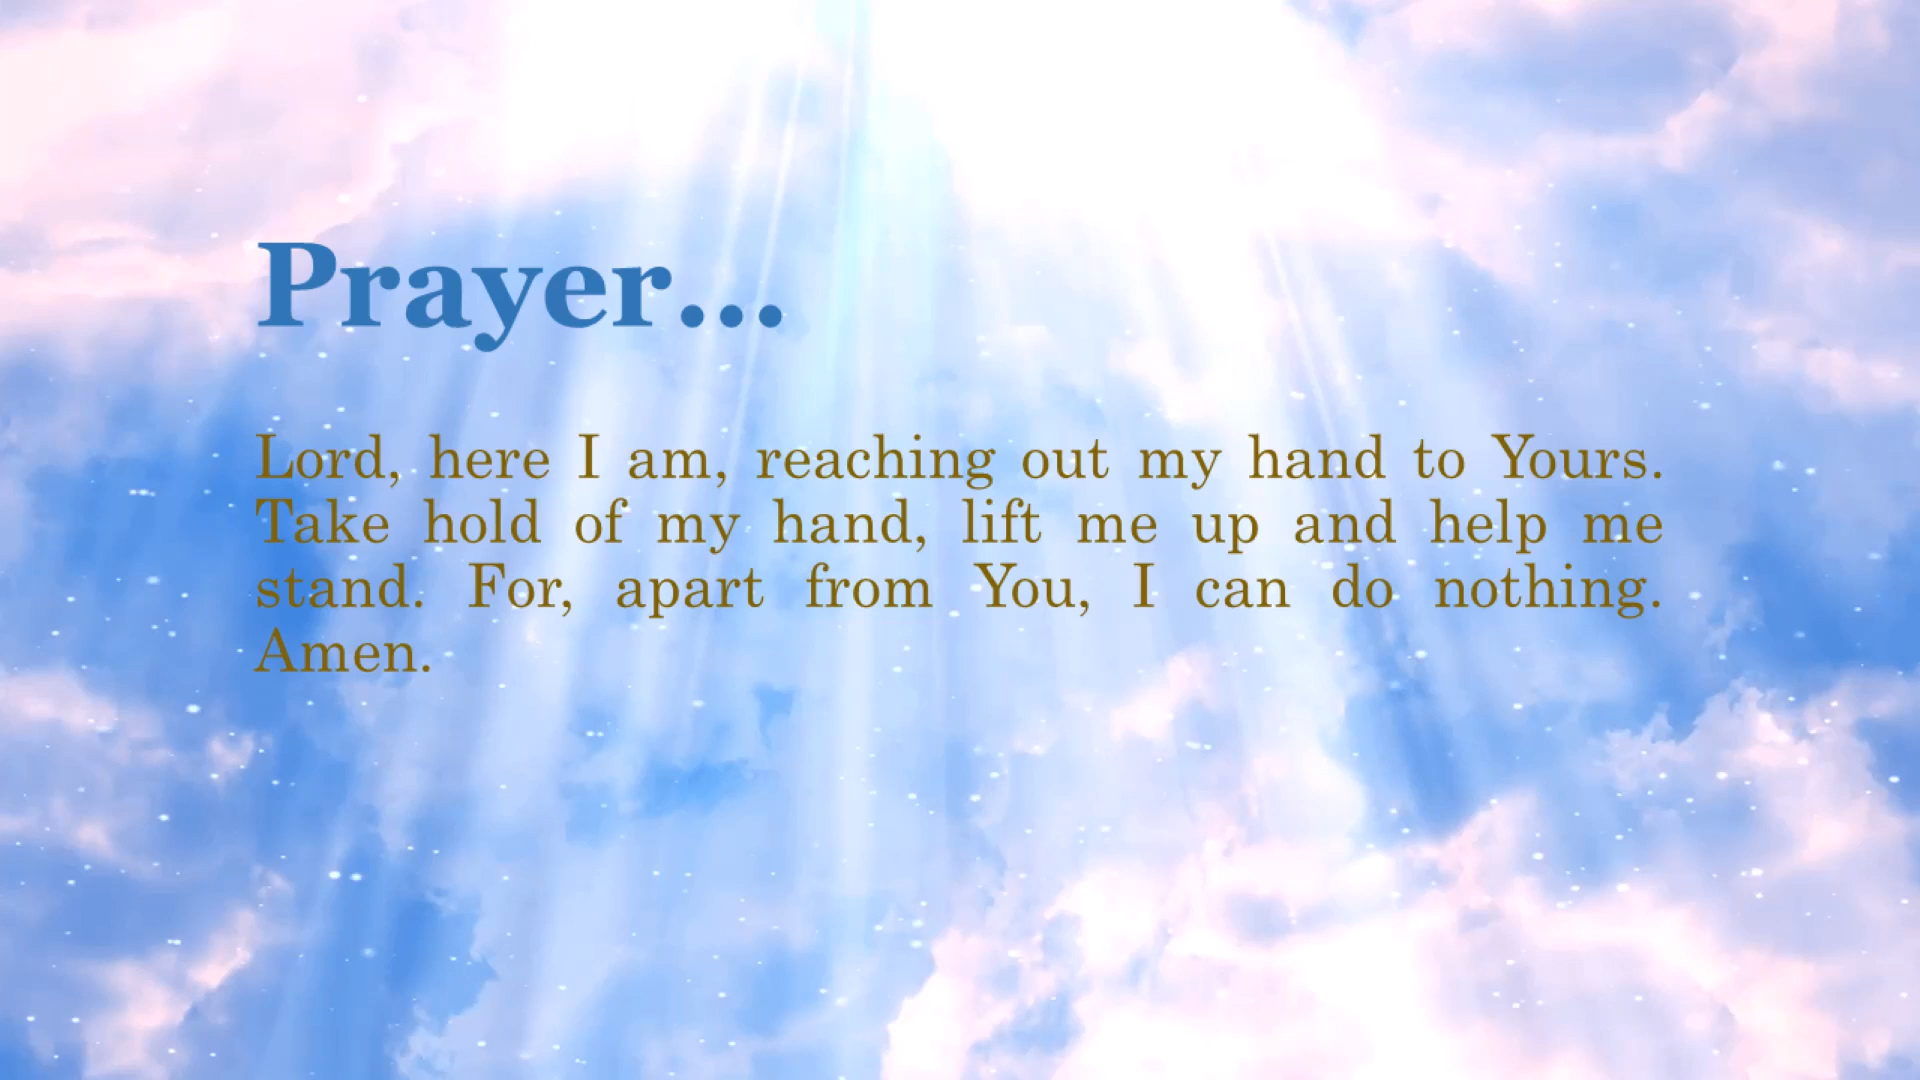 Prayer...
Lord, here I am, reaching out my hand to Yours.
Take hold of my hand, lift me up and help me
stand. For, apart from You, I can do nothing.
Amen.